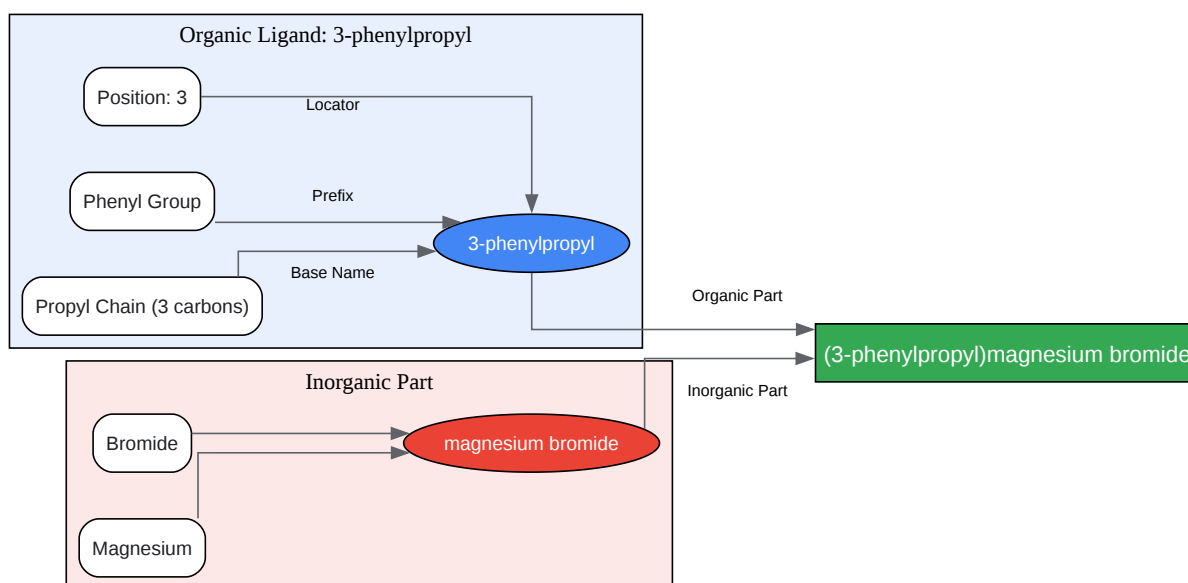 Organic Ligand: 3-phenylpropyl
Position: 3
Locator
Phenyl Group
Prefix
3-phenylpropyl
Base Name
Propyl Chain (3 carbons)
Organic Part
(3-phenylpropyl)magnesium bromide
Inorganic Part
Inorganic Part
Bromide
magnesium bromide
Magnesium